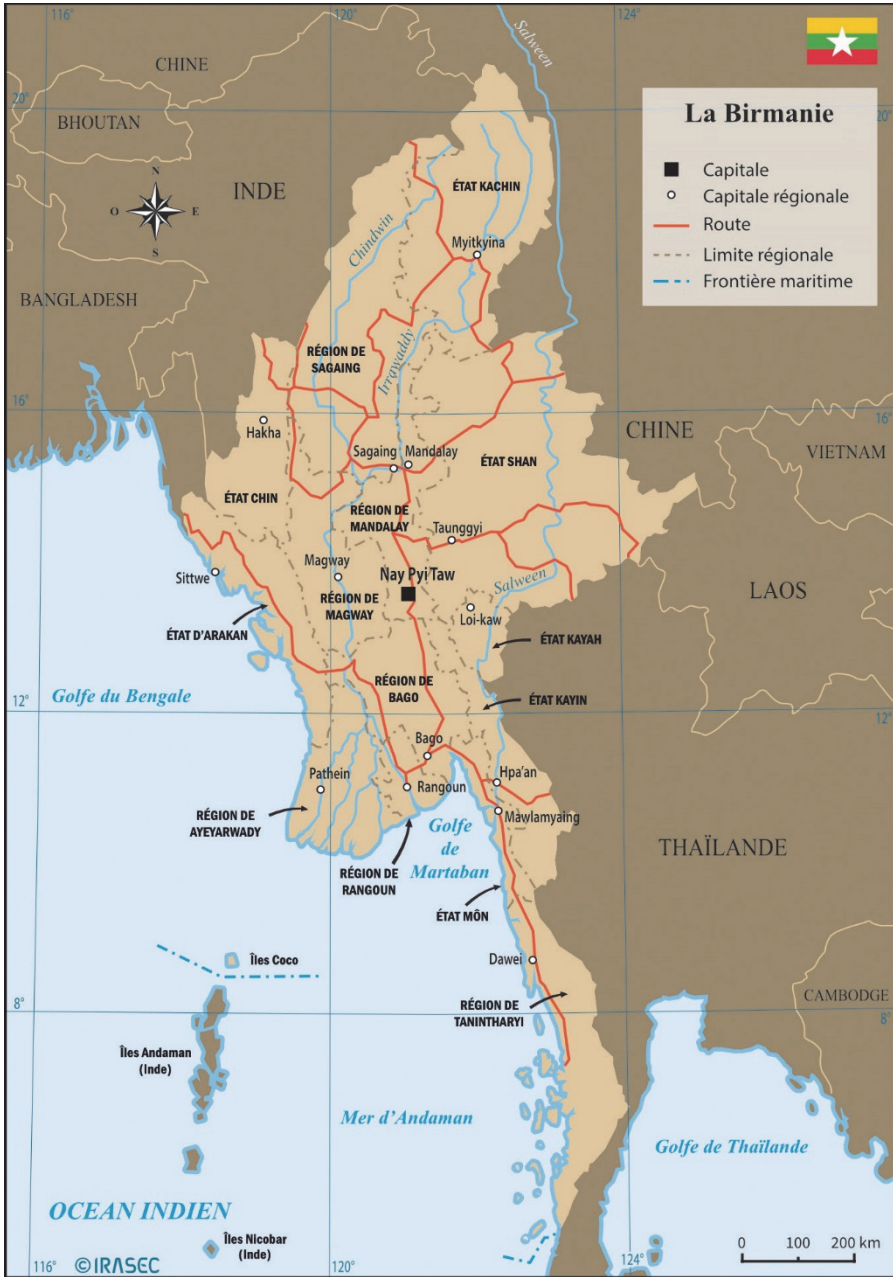 116°
120°
124°
Salween
CHINE
20°
20
BHOUTAN
La Birmanie
Capitale
Capitale régionale
Route
Limite régionale
Frontière maritime
N
O
E
S
INDE
ÉTAT KACHIN
Chindwin
Myitkyina
BANGLADESH
RÉGION DE
SAGAING
Irrawaddy
16°
16°
Hakha
CHINE
VIETNAM
Sagaing
Mandalay
ÉTAT SHAN
ÉTAT CHIN
RÉGION DE
MANDALAY
Taunggyi
Magway
Nay Pyi Taw
Salween
Sittwe
LAOS
RÉGION DE
MAGWAY
Loi-kaw
ÉTAT D'ARAKAN
ÉTAT KAYAH
Golfe du Bengale
RÉGION DE
BAGO
ÉTAT KAYIN
12°
12°
Bago
Pathein
Rangoun
Hpa'an
RÉGION DE
AYEYARWADY
Mawlamyaing
Golfe
de
Martaban
THAÏLANDE
RÉGION DE
RANGOUN
ÉTAT MÔN
Îles Coco
Dawei
CAMBODGE
8°
8°
RÉGION DE
TANINTHARYI
Îles Andaman
(Inde)
Mer d'Andaman
Golfe de Thaïlande
OCEAN INDIEN
Îles Nicobar
(Inde)
0 100 200 km
116°
©IRASEC
120°
124°